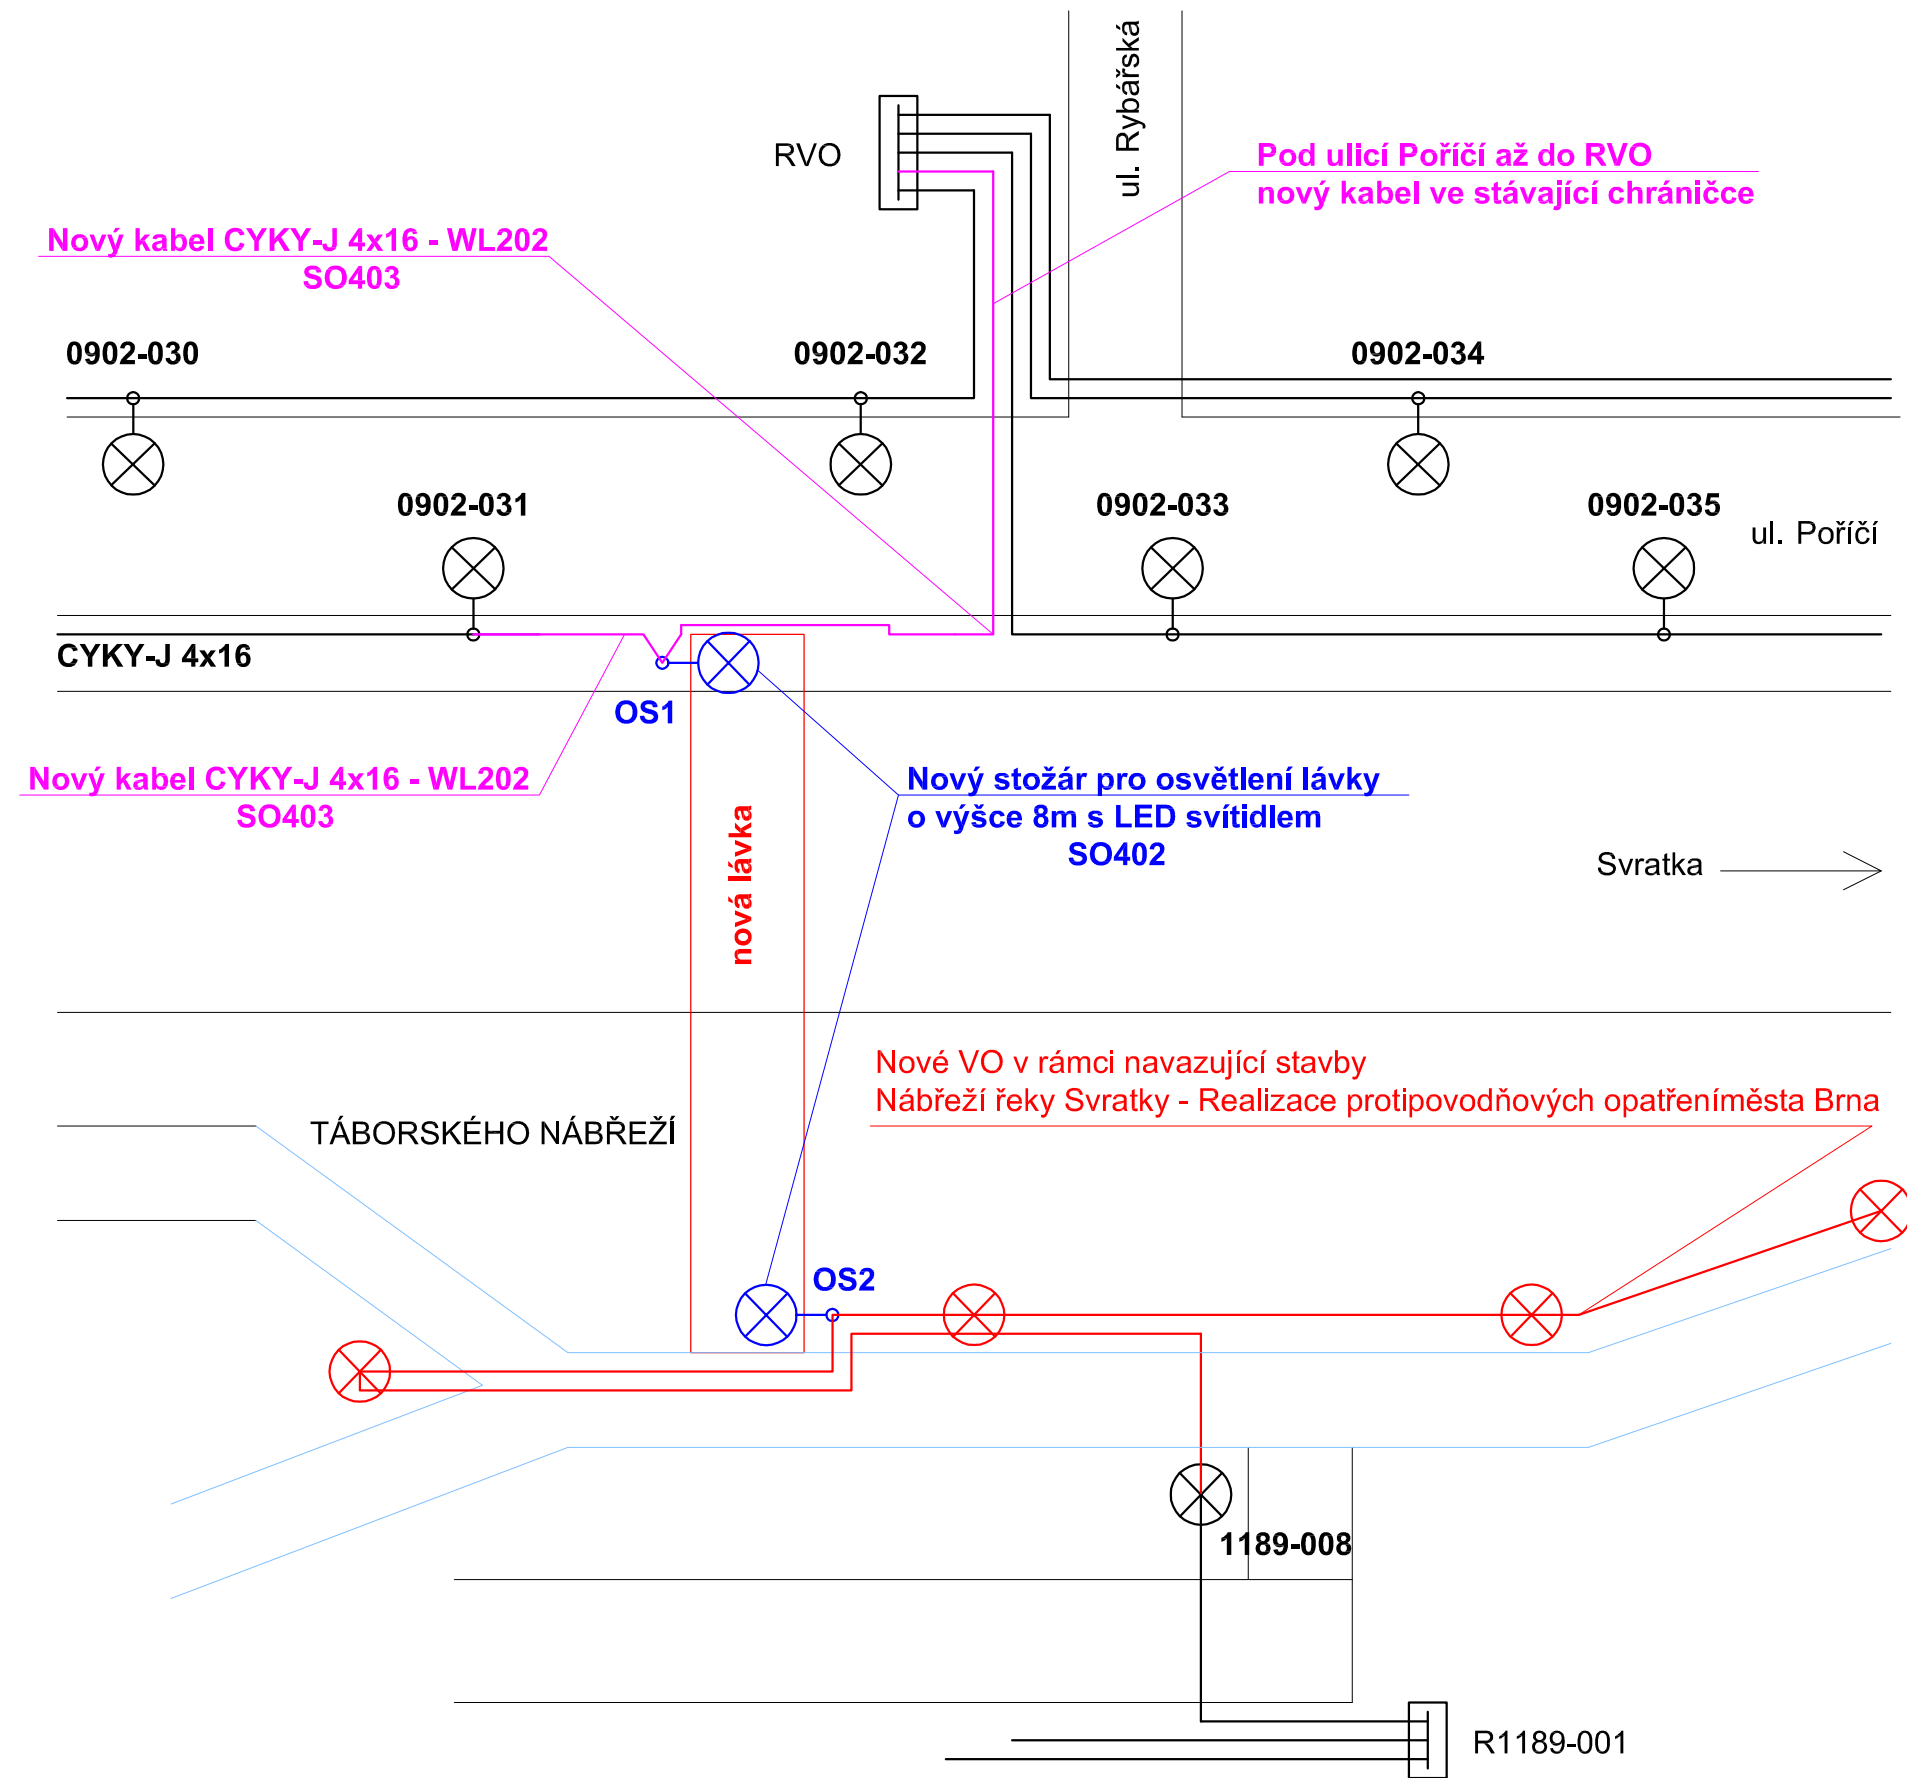 ul. Rybářská
RVO
Pod ulicí Poříčí až do RVO
nový kabel ve stávající chráničce
Nový kabel CYKY-J 4x16 - WL202
SO403
0902-030
0902-032
0902-034
0902-031
0902-033
0902-035
ul. Poříčí
CYKY-J 4x16
OS1
Nový kabel CYKY-J 4x16 - WL202
SO403
Nový stožár pro osvětlení lávky
o výšce 8m s LED svítidlem
SO402
nová lávka
Svratka
Nové VO v rámci navazující stavby
Nábřeží řeky Svratky - Realizace protipovodňových opatřeníměsta Brna
TÁBORSKÉHO NÁBŘEŽÍ
OS2
1189-008
R1189-001